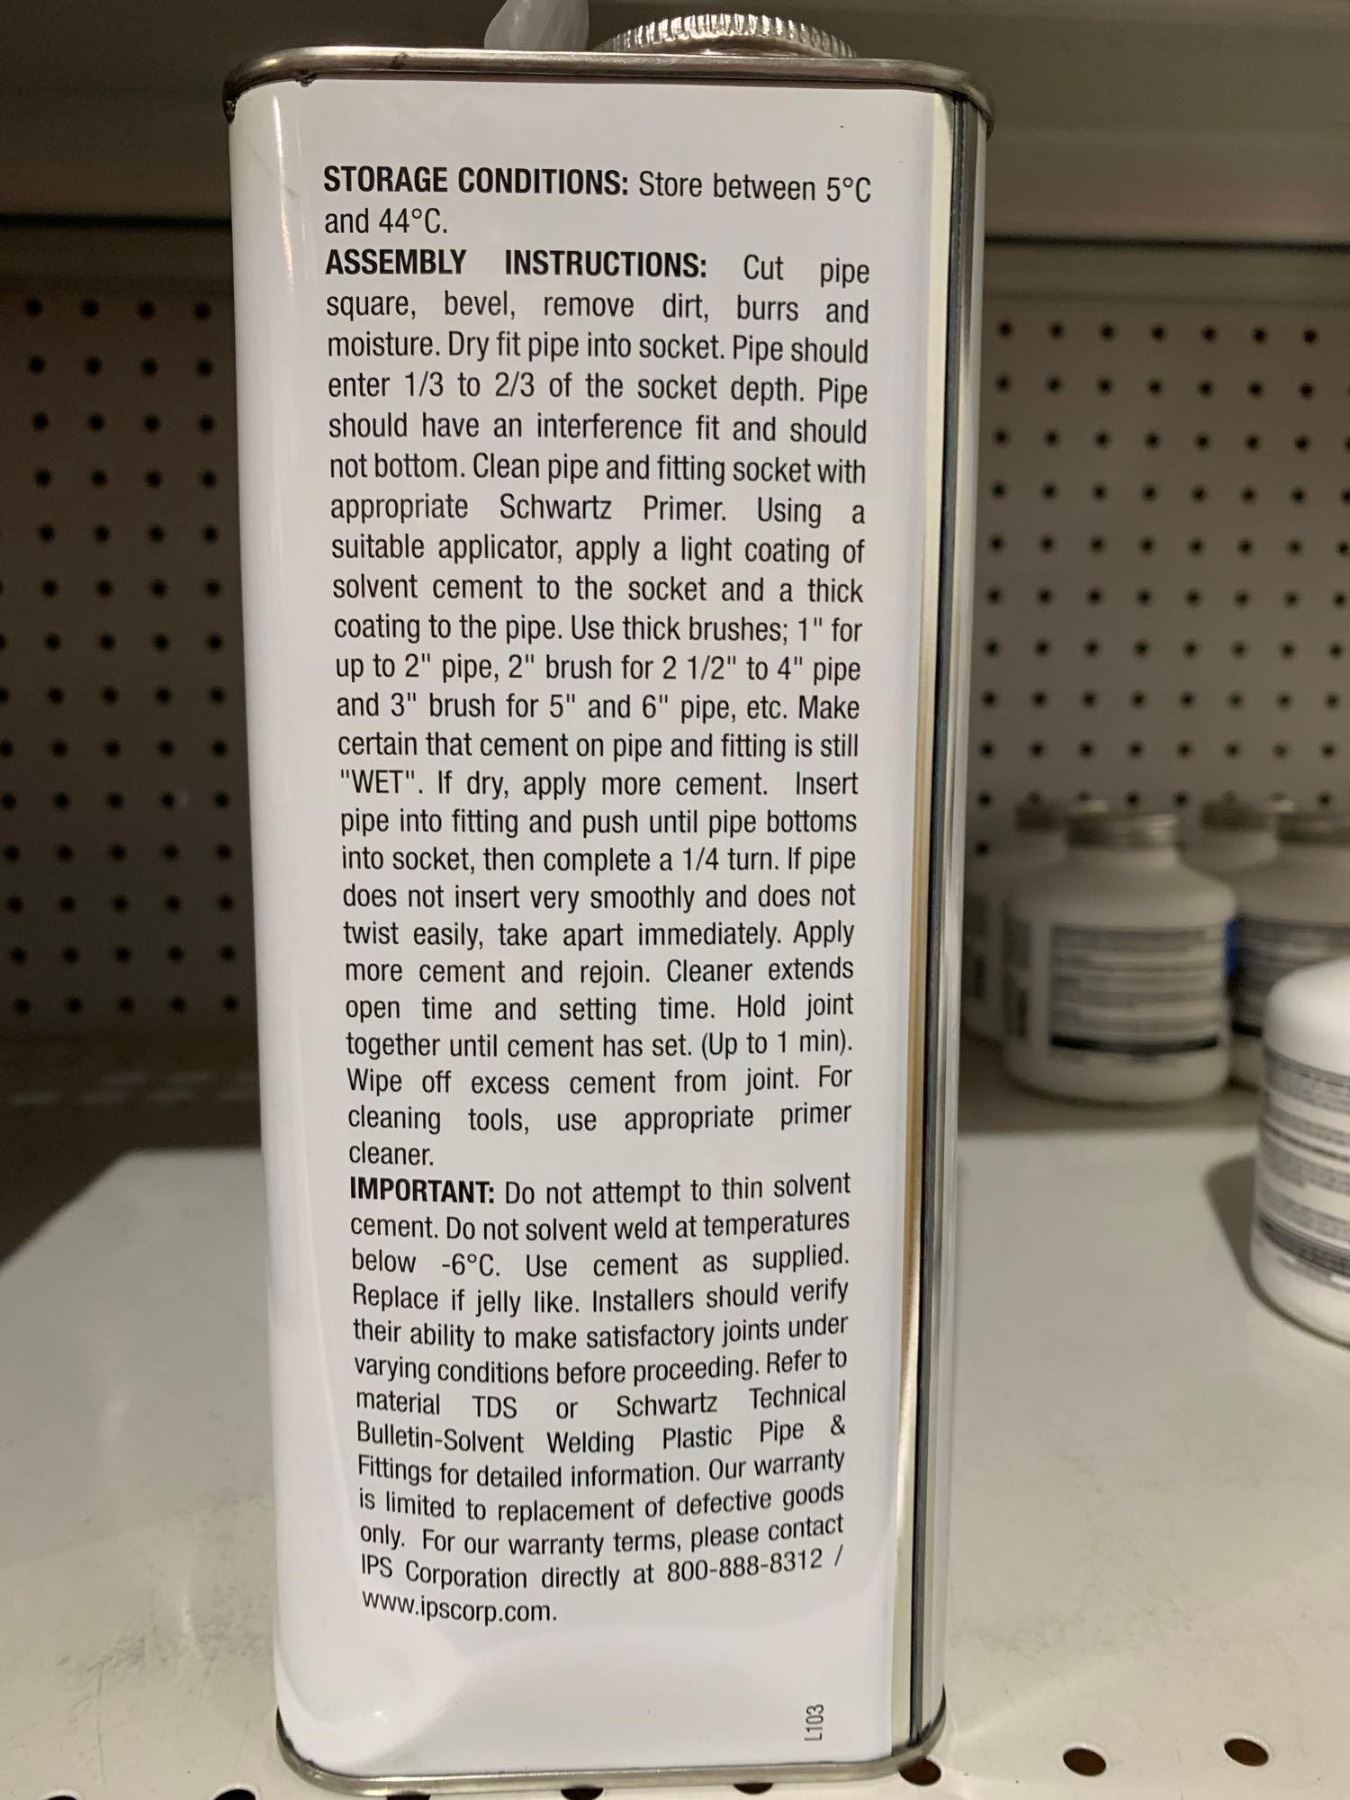 STORAGE CONDITIONS: Store between 5°C
and 44°C.
ASSEMBLY INSTRUCTIONS: Cut pipe
square, bevel, remove dirt, burrs and
moisture. Dry fit pipe into socket. Pipe should
enter 1/3 to 2/3 of the socket depth. Pipe
should have an interference fit and should
not bottom. Clean pipe and fitting socket with
appropriate Schwartz Primer. Using a
suitable applicator, apply a light coating of
solvent cement to the socket and a thick
coating to the pipe. Use thick brushes; 1" for
up to 2" pipe, 2" brush for 2 1/2" to 4" pipe
and 3" brush for 5" and 6" pipe, etc. Make
certain that cement on pipe and fitting is still
"WET". If dry, apply more cement. Insert
pipe into fitting and push until pipe bottoms
into socket, then complete a 1/4 turn. If pipe
does not insert very smoothly and does not
twist easily, take apart immediately. Apply
more cement and rejoin. Cleaner extends
open time and setting time. Hold joint
together until cement has set. (Up to 1 min).
Wipe off excess cement from joint. For
cleaning tools, use appropriate primer
cleaner.
IMPORTANT: Do not attempt to thin solvent
cement. Do not solvent weld at temperatures
below -6°C. Use cement as supplied.
Replace if jelly like. Installers should verify
their ability to make satisfactory joints under
varying conditions before proceeding. Refer to
material TDS or Schwartz Technical
Bulletin-Solvent Welding Plastic Pipe &
Fittings for detailed information. Our warranty
is limited to replacement of defective goods
only. For our warranty terms, please contact
IPS Corporation directly at 800-888-8312 /
www.ipscorp.com.
L103